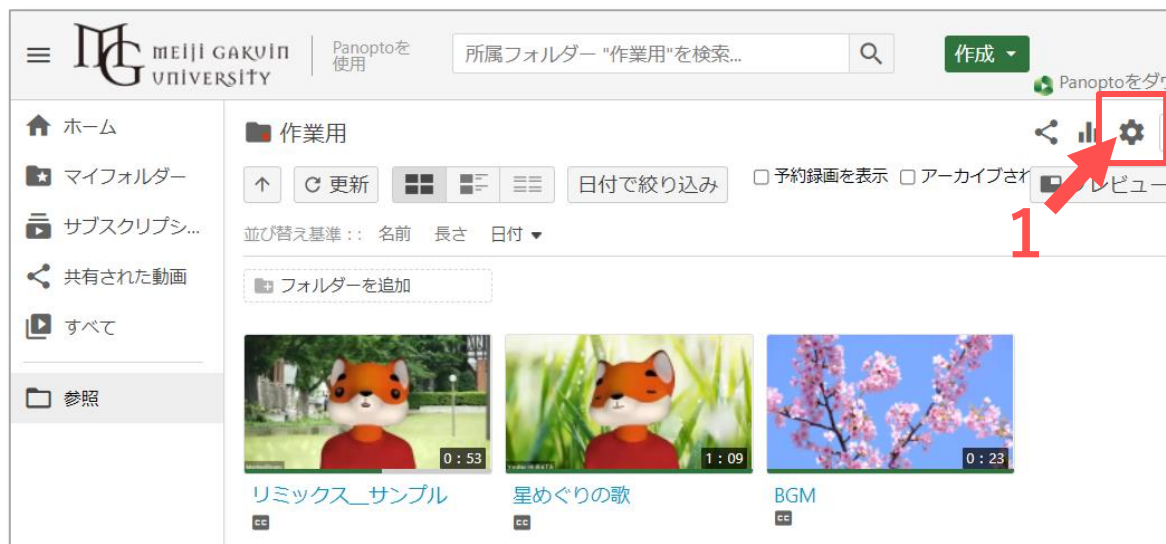 MEIJI GAKUIN
UNIVERSITY
Panoptoを
使用
所属フォルダー "作業用"を検索...
作成
Panoptoをダウ
ホーム
マイフォルダー
サブスクリプシ...
共有された動画
すべて
参照
作業用
更新
日付で絞り込み
予約録画を表示
アーカイブされ
レビュー
1
並び替え基準：:
名前
長さ
日付
フォルダーを追加
0：53
1：09
0：23
リミックス__サンプル
星めぐりの歌
BGM
cc
cc
cc